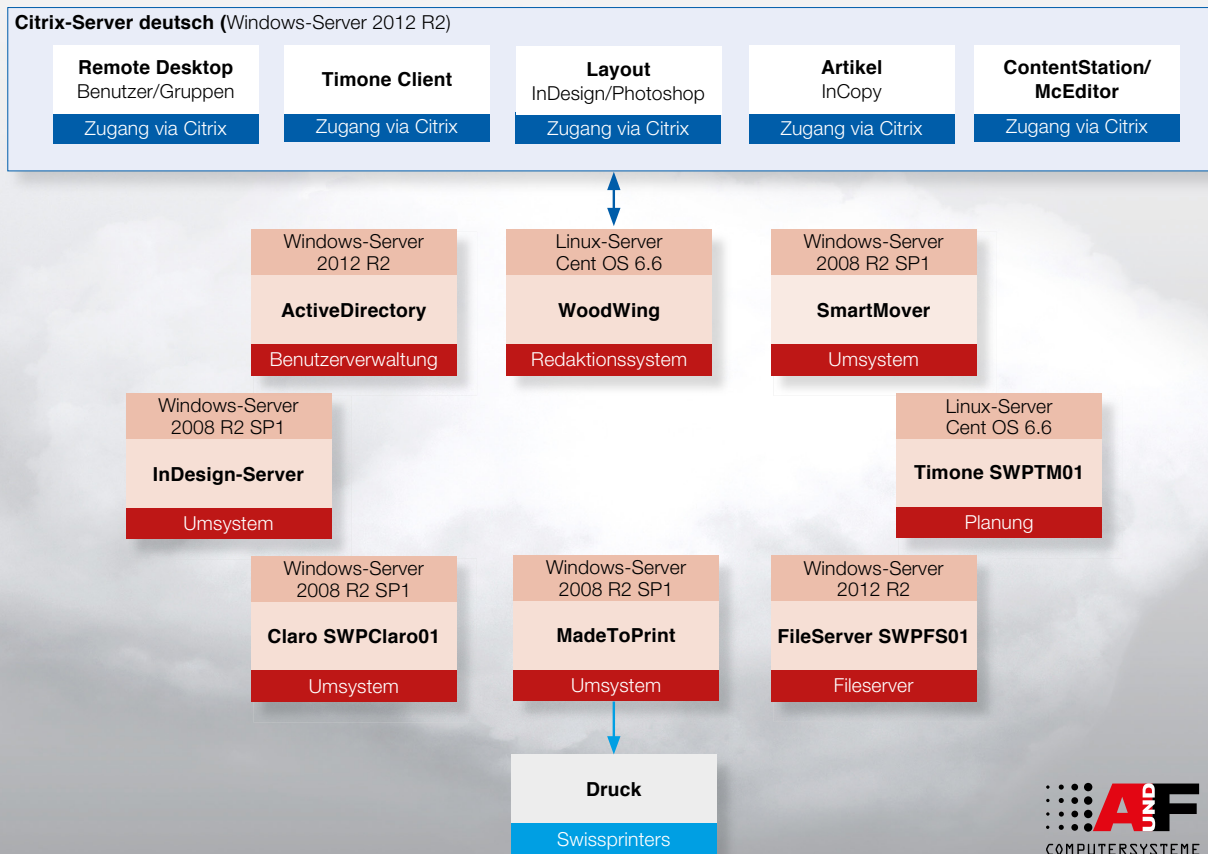 Citrix-Server deutsch (Windows-Server 2012 R2)
Remote Desktop
Benutzer/Gruppen
Zugang via Citrix
Timone Client
Zugang via Citrix
Layout
InDesign/Photoshop
Zugang via Citrix
Artikel
InCopy
Zugang via Citrix
ContentStation/
McEditor
Zugang via Citrix
Windows-Server
2012 R2
ActiveDirectory
Benutzerverwaltung
Linux-Server
Cent OS 6.6
WoodWing
Redaktionssystem
Windows-Server
2008 R2 SP1
SmartMover
Umsystem
Windows-Server
2008 R2 SP1
InDesign-Server
Umsystem
Linux-Server
Cent OS 6.6
Timone SWPTM01
Planung
Windows-Server
2008 R2 SP1
Claro SWPClaro01
Umsystem
Windows-Server
2008 R2 SP1
MadeToPrint
Umsystem
Windows-Server
2012 R2
FileServer SWPFS01
Fileserver
Druck
Swissprinters
A UND F
COMPUTERSYSTEME